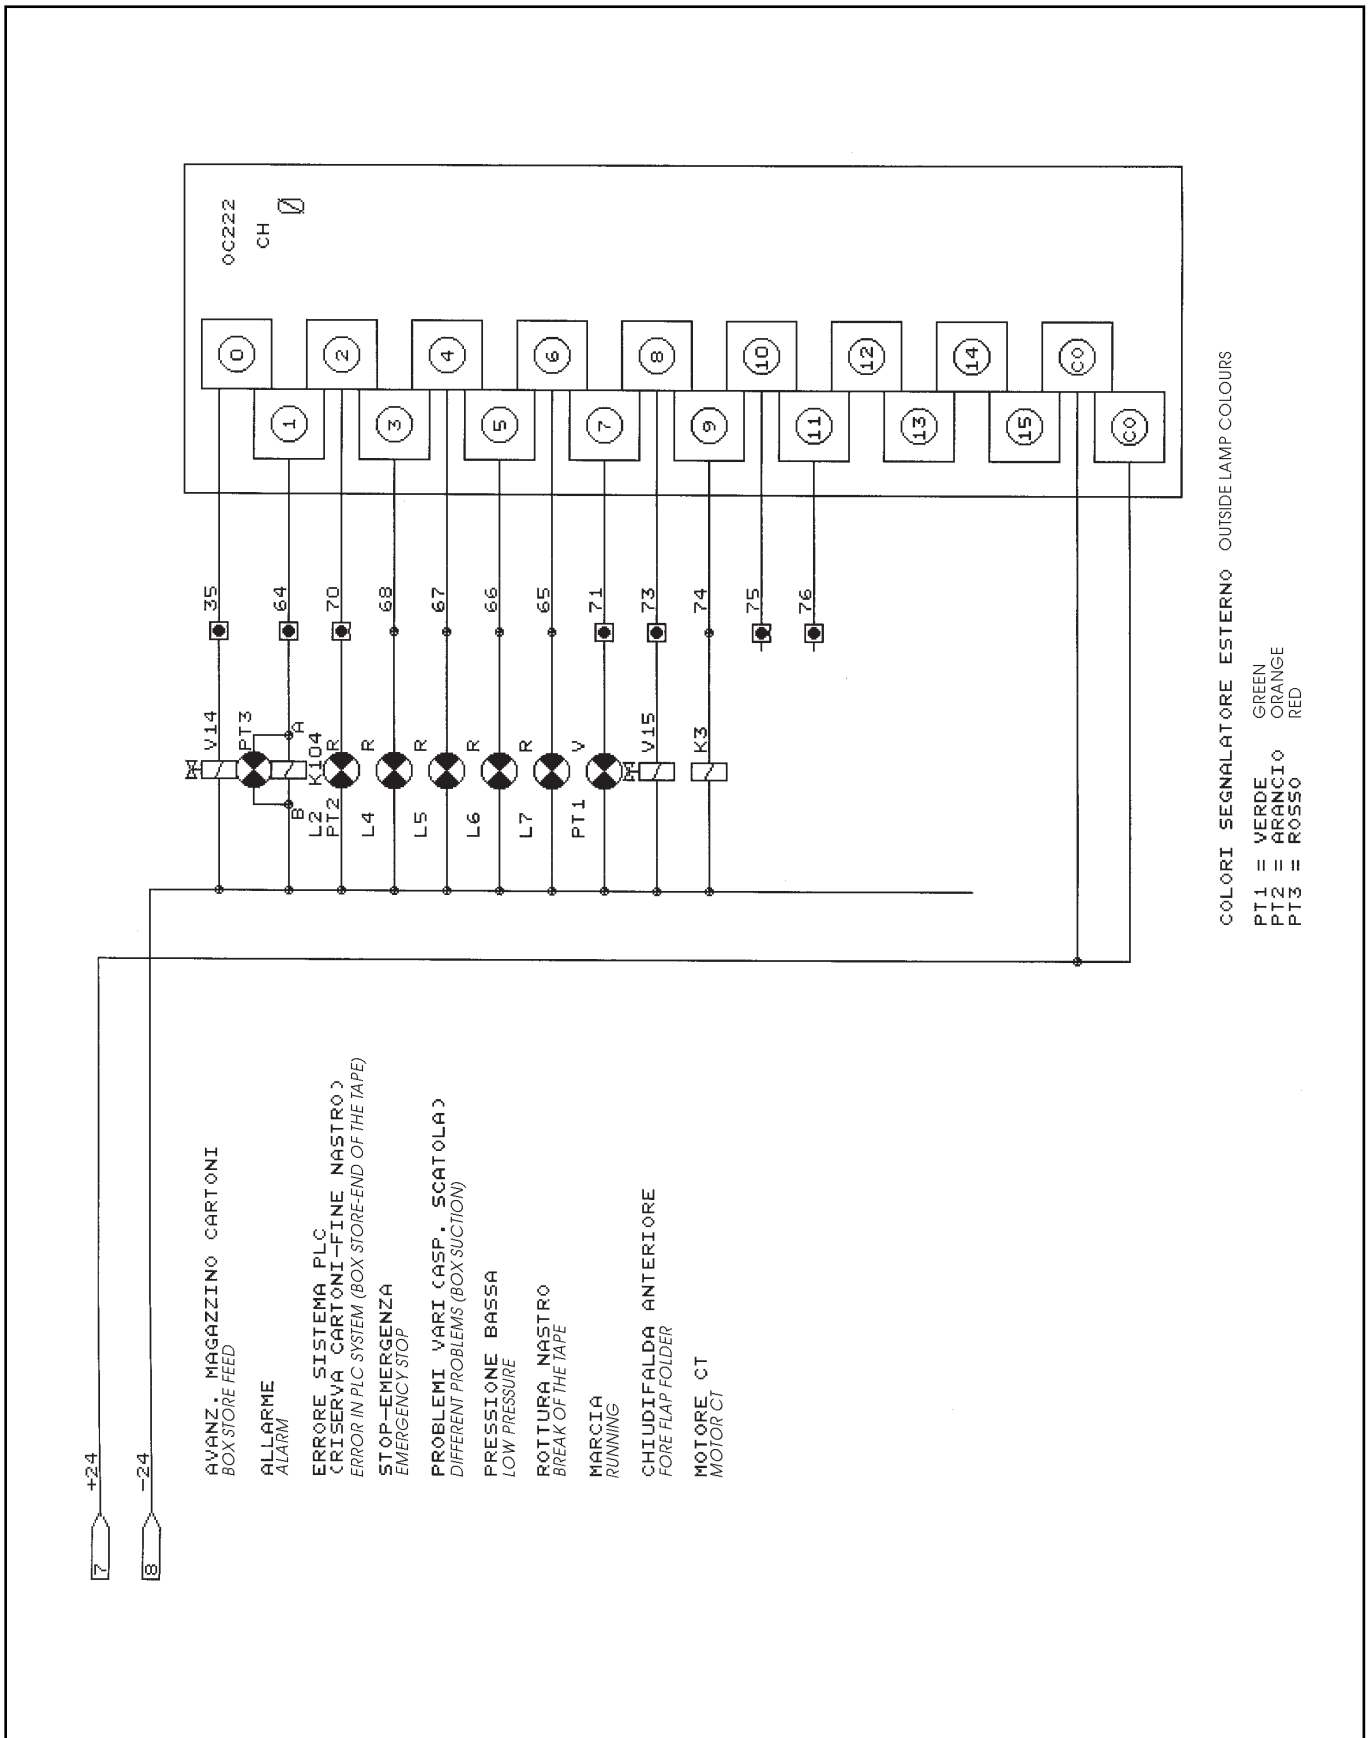 7 +24
8 -24
AVANZ. MAGAZZINO CARTONI
BOX STORE FEED
ALLARME
ALARM
ERRORE SISTEMA PLC
(RISERVA CARTONI-FINE NASTRO)
ERROR IN PLC SYSTEM (BOX STORE-END OF THE TAPE)
STOP-EMERGENZA
EMERGENCY STOP
PROBLEMI VARI (ASP. SCATOLA)
DIFFERENT PROBLEMS (BOX SUCTION)
PRESSIONE BASSA
LOW PRESSURE
ROTTURA NASTRO
BREAK OF THE TAPE
MARCIA
RUNNING
CHIUDIFALDA ANTERIORE
FORE FLAP FOLDER
MOTORE CT
MOTOR CT
V14 35 0
PT3
B A 64 1
K104
L2 R
PT2 70 2
L4 R 68 3
L5 R 67 4
L6 R 66 5
L7 R 65 6
PT1 V 71 7
V15 73 8
K3 74 9
75 10
76 11
12
13
14
15
CO
CO
OC222
CH 0
COLORI SEGNALATORE ESTERNO OUTSIDE LAMP COLOURS
PT1 = VERDE GREEN
PT2 = ARANCIO ORANGE
PT3 = ROSSO RED